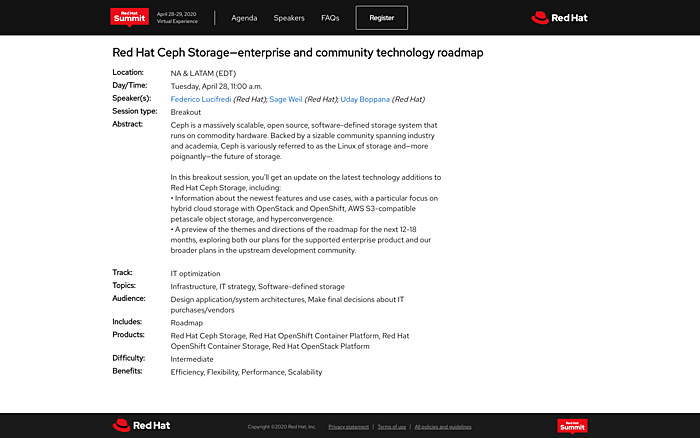 Red Hat
Summit
April 28-29, 2020
Virtual Experience
Agenda
Speakers
FAQs
Register
Red Hat
Red Hat Ceph Storage—enterprise and community technology roadmap
Location: NA & LATAM (EDT)
Day/Time: Tuesday, April 28, 11:00 a.m.
Speaker(s): Federico Lucifredi (Red Hat); Sage Weil (Red Hat); Uday Boppana (Red Hat)
Session type: Breakout
Abstract: Ceph is a massively scalable, open source, software-defined storage system that
runs on commodity hardware. Backed by a sizable community spanning industry
and academia, Ceph is variously referred to as the Linux of storage and—more
poignantly—the future of storage.
In this breakout session, you'll get an update on the latest technology additions to
Red Hat Ceph Storage, including:
• Information about the newest features and use cases, with a particular focus on
hybrid cloud storage with OpenStack and OpenShift, AWS S3-compatible
petascale object storage, and hyperconvergence.
• A preview of the themes and directions of the roadmap for the next 12-18
months, exploring both our plans for the supported enterprise product and our
broader plans in the upstream development community.
Track: IT optimization
Topics: Infrastructure, IT strategy, Software-defined storage
Audience: Design application/system architectures, Make final decisions about IT
purchases/vendors
Includes: Roadmap
Products: Red Hat Ceph Storage, Red Hat OpenShift Container Platform, Red Hat
OpenShift Container Storage, Red Hat OpenStack Platform
Difficulty: Intermediate
Benefits: Efficiency, Flexibility, Performance, Scalability
Red Hat
Copyright ©2020 Red Hat, Inc.
Privacy statement | Terms of use | All policies and guidelines
Red Hat
Summit